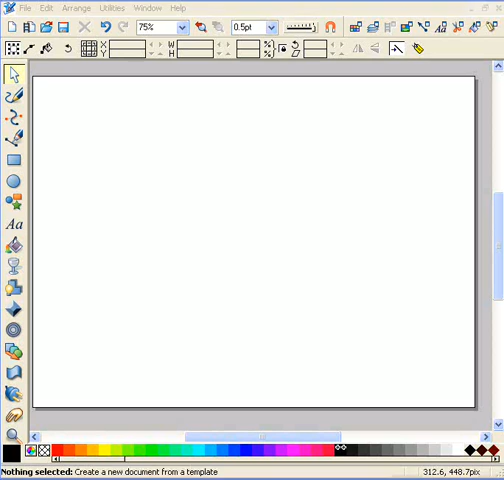 File Edit Arrange Utilities Window Help
75% 0.5pt
X W
Y H
Aa
Nothing selected: Create a new document from a template 312.6, 448.7pix